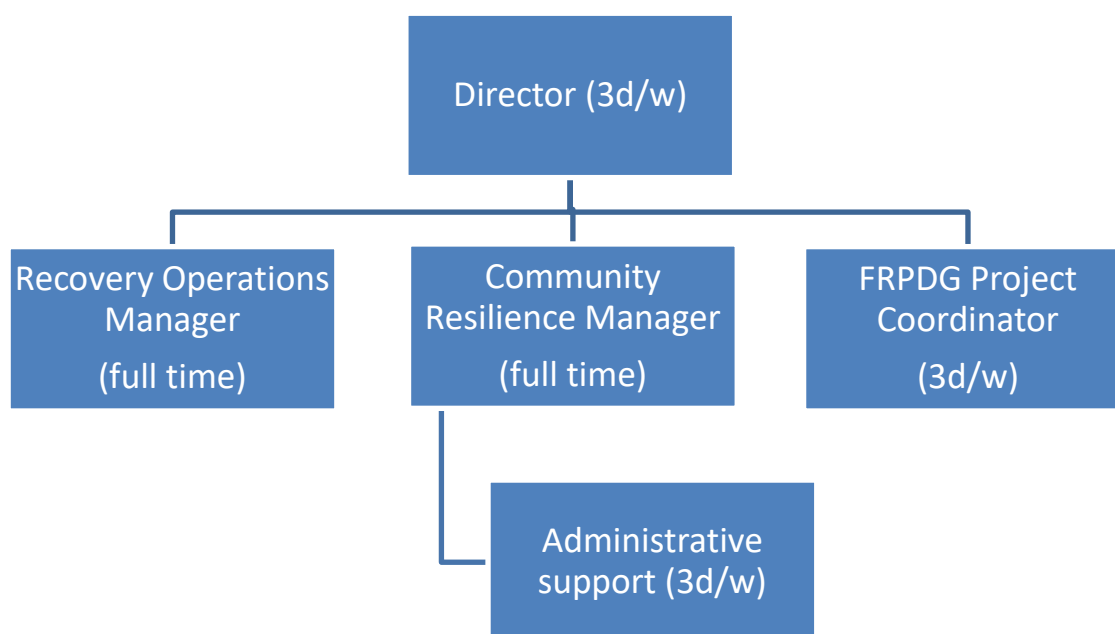 Director (3d/w)
Recovery Operations
Manager
(full time)
Community
Resilience Manager
(full time)
FRPDG Project
Coordinator
(3d/w)
Administrative
support (3d/w)